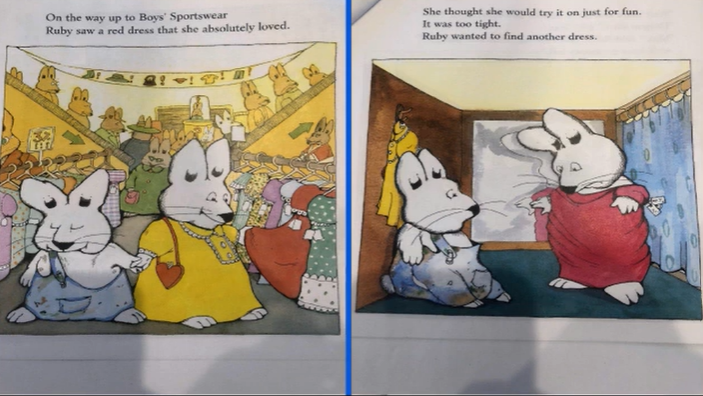 On the way up to Boys' Sportswear
Ruby saw a red dress that she absolutely loved.
She thought she would try it on just for fun.
It was too tight.
Ruby wanted to find another dress.